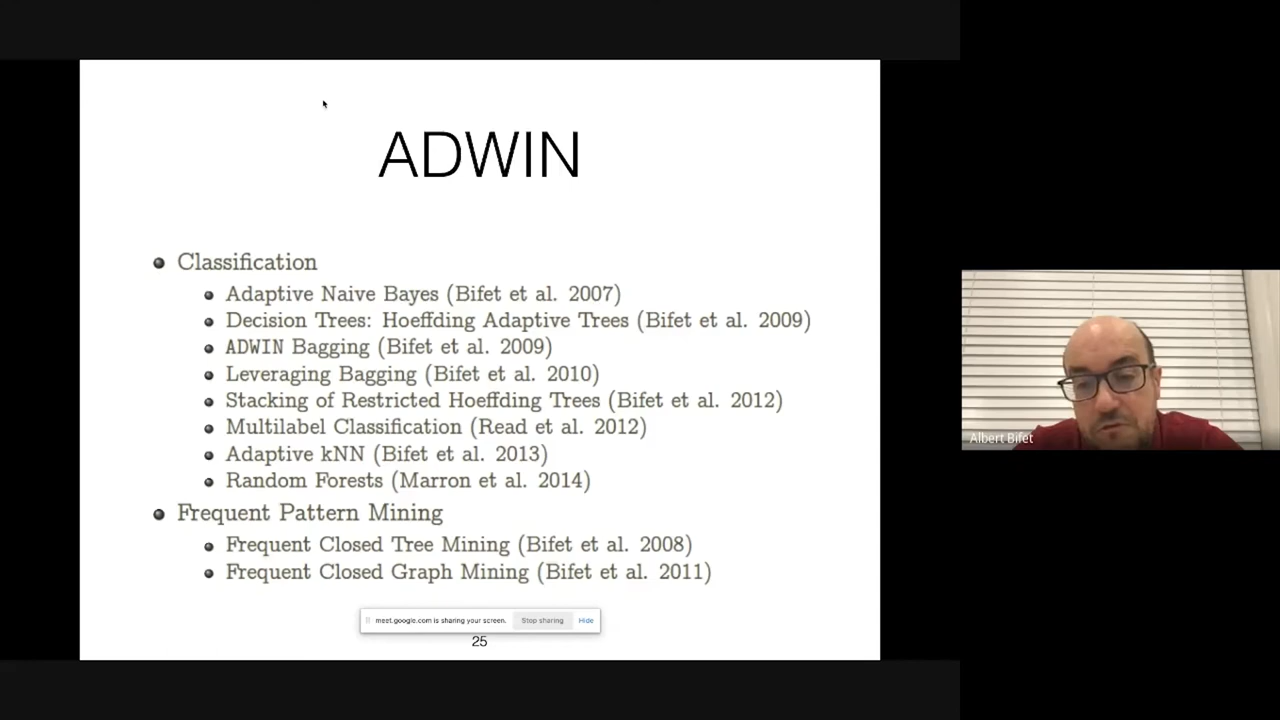 ADWIN
Classification
Adaptive Naive Bayes (Bifet et al. 2007)
Decision Trees: Hoeffding Adaptive Trees (Bifet et al. 2009)
ADWIN Bagging (Bifet et al. 2009)
Leveraging Bagging (Bifet et al. 2010)
Stacking of Restricted Hoeffding Trees (Bifet et al. 2012)
Multilabel Classification (Read et al. 2012)
Adaptive kNN (Bifet et al. 2013)
Random Forests (Marron et al. 2014)
Frequent Pattern Mining
Frequent Closed Tree Mining (Bifet et al. 2008)
Frequent Closed Graph Mining (Bifet et al. 2011)
meet.google.com is sharing your screen. Stop sharing Hide
25
Albert Bifet